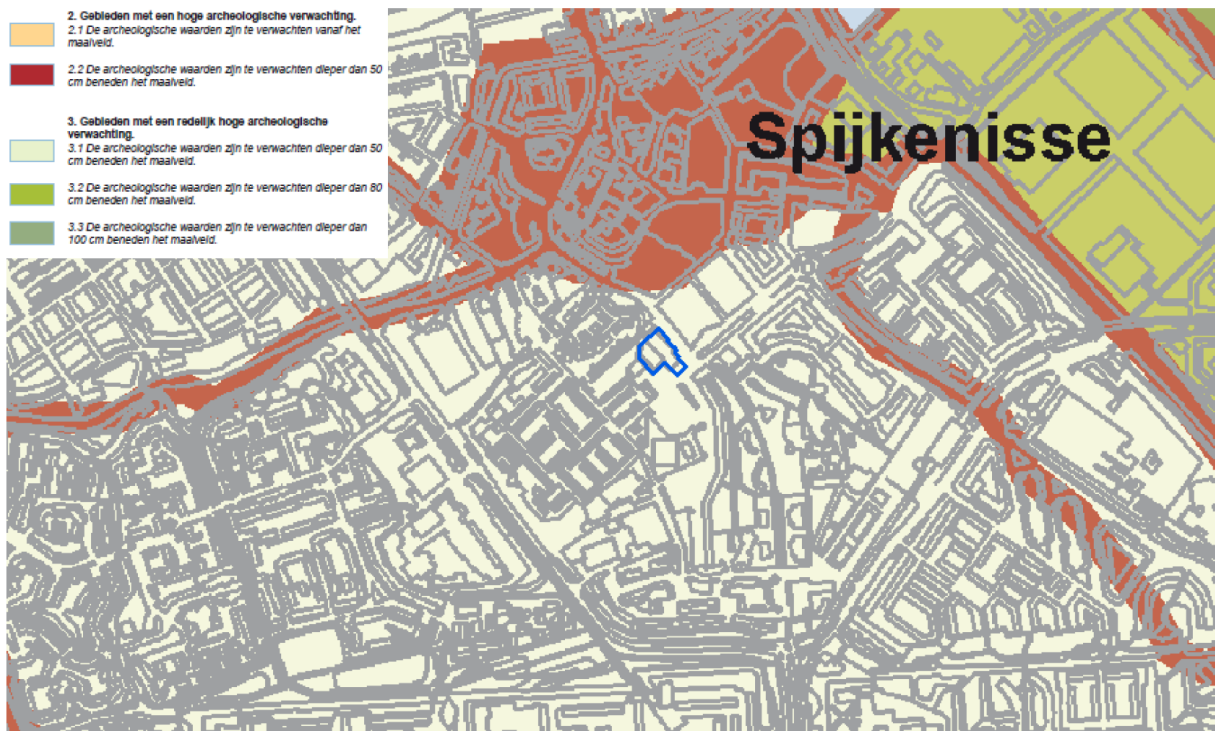 2. Gebieden met een hoge archeologische verwachting.
2.1 De archeologische waarden zijn te verwachten vanaf het
maaiveld.
2.2 De archeologische waarden zijn te verwachten dieper dan 50
cm beneden het maaiveld.
3. Gebieden met een redelijk hoge archeologische
verwachting.
3.1 De archeologische waarden zijn te verwachten dieper dan 50
cm beneden het maaiveld.
3.2 De archeologische waarden zijn te verwachten dieper dan 80
cm beneden het maaiveld.
3.3 De archeologische waarden zijn te verwachten dieper dan
100 cm beneden het maaiveld.
Spijkenisse